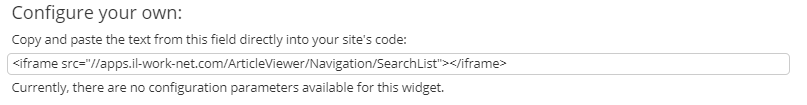 Configure your own:
Copy and paste the text from this field directly into your site's code:
<iframe src="//apps.il-work-net.com/ArticleViewer/Navigation/SearchList"></iframe>
Currently, there are no configuration parameters available for this widget.